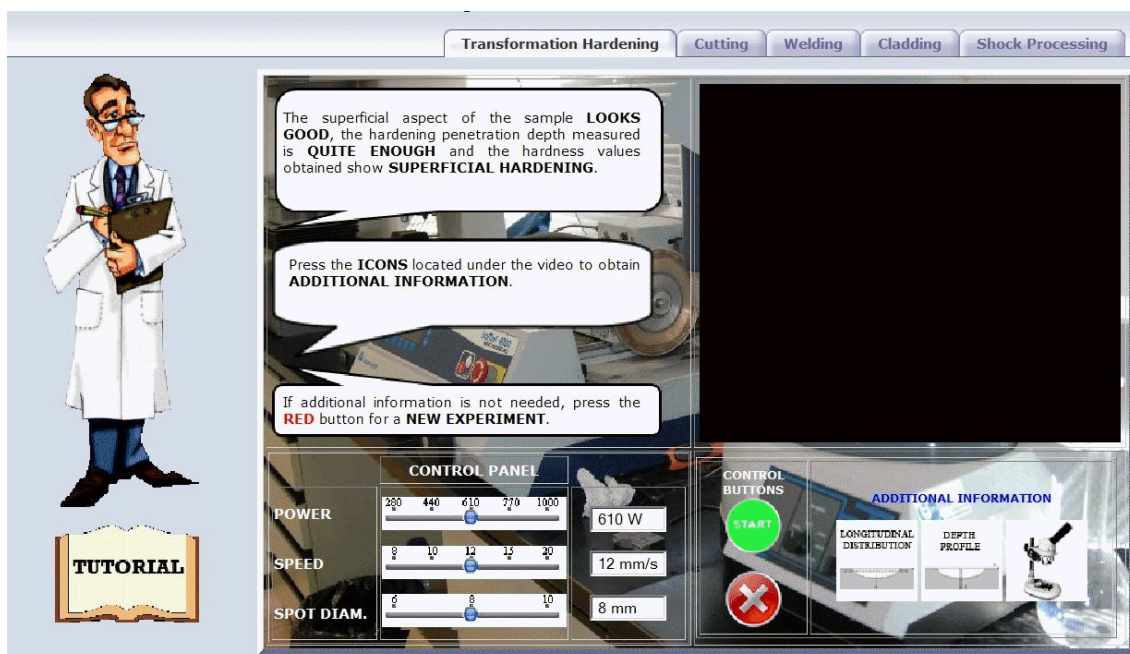 Transformation Hardening Cutting Welding Cladding Shock Processing
The superficial aspect of the sample LOOKS
GOOD, the hardening penetration depth measured
is QUITE ENOUGH and the hardness values
obtained show SUPERFICIAL HARDENING.
Press the ICONS located under the video to obtain
ADDITIONAL INFORMATION.
If additional information is not needed, press the
RED button for a NEW EXPERIMENT.
TUTORIAL
CONTROL PANEL
POWER
280 440 610 770 1000
610 W
SPEED
8 10 12 15 20
12 mm/s
SPOT DIAM.
6 8 10
8 mm
CONTROL
BUTTONS
START
ADDITIONAL INFORMATION
LONGITUDINAL
DISTRIBUTION
DEPTH
PROFILE